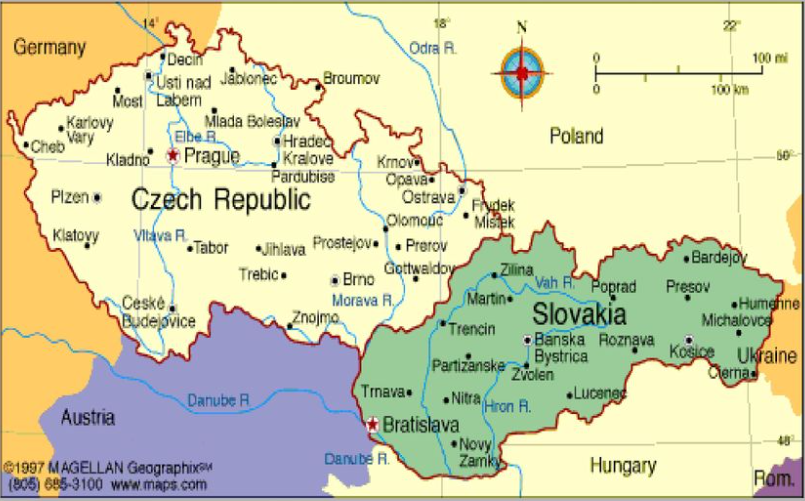 14°
18°
22°
Germany
Decin
Odra R.
N
0
100 mi
0
100 km
Usti nad
Labem
Jablonec
Broumov
Most
Karlovy
Vary
Mlada Boleslav
Elbe R.
Poland
Cheb
Kladno
Prague
Hradec
Kralove
Pardubise
Krnov
50°
Opava
Ostrava
Plzen
Czech Republic
Frydek
Mistek
Klatovy
Vltava R.
Tabor
Jihlava
Prostejov
Olomouc
Prerov
Trebic
Brno
Gottwaldov
Morava R.
Zilina
Vah R.
Bardejov
České
Budejovice
Znojmo
Martin
Poprad
Presov
Humenne
Slovakia
Michalovce
Trencin
Banska
Bystrica
Roznava
Kosice
Ukraine
Partizanske
Zvolen
Cierna
Danube R.
Trnava
Nitra
Hron R.
Lucenec
Austria
Bratislava
48°
Novy
Zamky
Danube R.
Hungary
©1997 MAGELLAN Geographix℠
(805) 685-3100 www.maps.com
Rom.